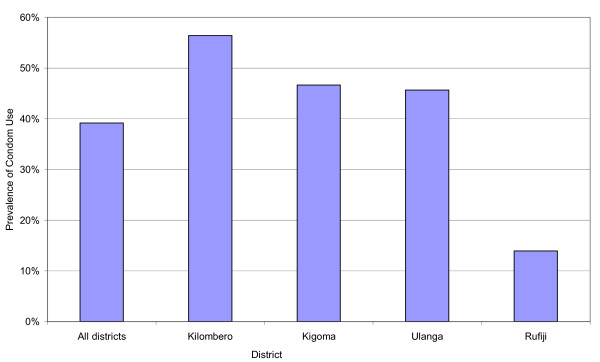 60%
50%
40%
30%
20%
10%
0%
Prevalence of Condom Use
All districts
Kilombero
Kigoma
Ulanga
Rufiji
District